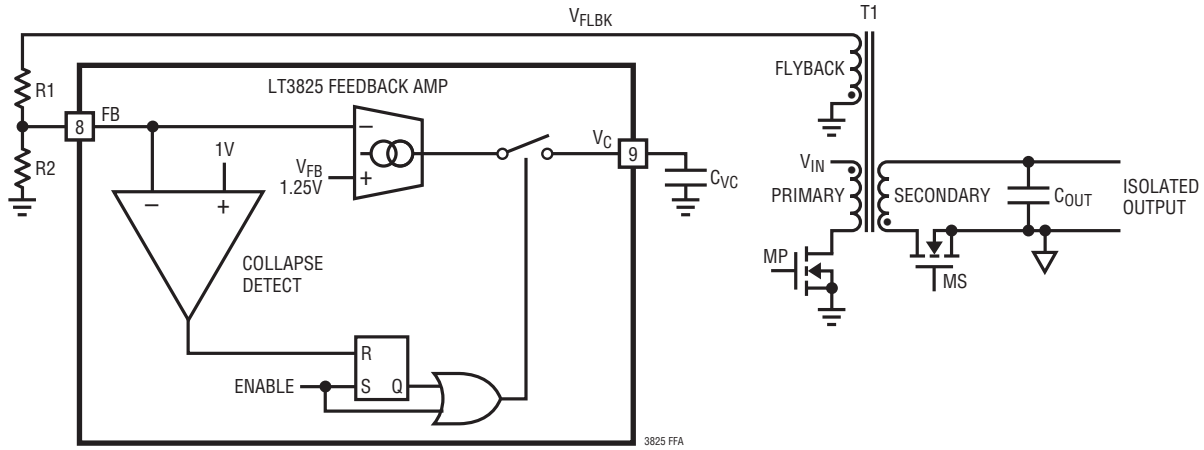 VFLBK
T1
R1
LT3825 FEEDBACK AMP
FLYBACK
8
FB
1V
−
VFB
1.25V
+
VC
9
CVC
R2
−
+
COLLAPSE
DETECT
VIN
PRIMARY
SECONDARY
COUT
ISOLATED
OUTPUT
MP
MS
R
ENABLE
S
Q
3825 FFA